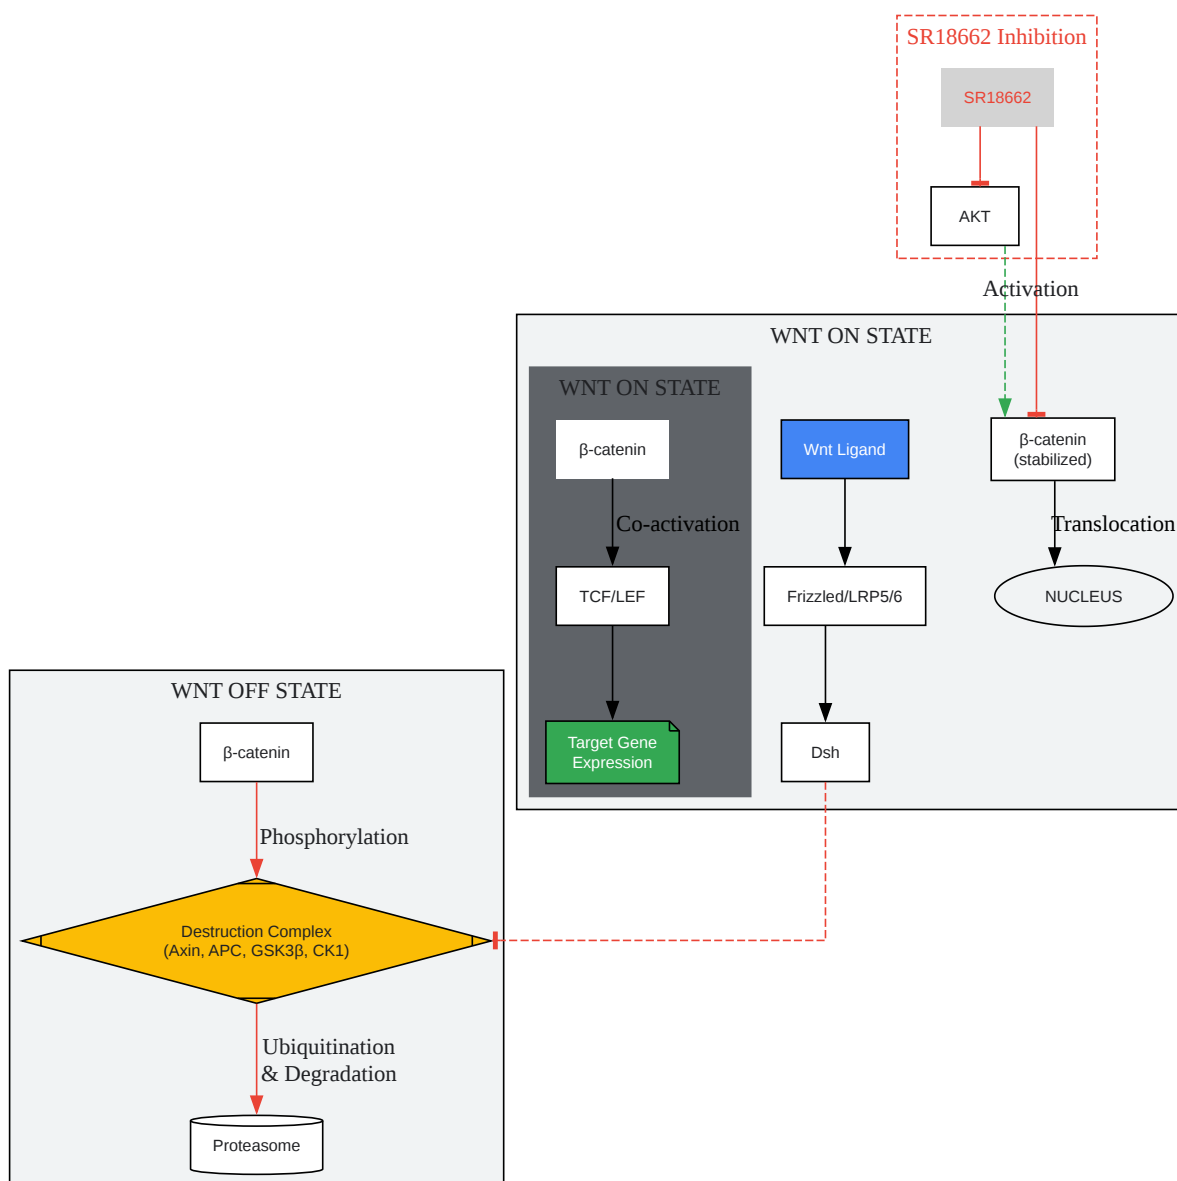 SR18662 Inhibition
SR18662
AKT
Activation
WNT ON STATE
WNT ON STATE
β-catenin
Co-activation
TCF/LEF
Target Gene
Expression
Wnt Ligand
Frizzled/LRP5/6
Dsh
β-catenin
(stabilized)
Translocation
NUCLEUS
WNT OFF STATE
β-catenin
Phosphorylation
Destruction Complex
(Axin, APC, GSK3β, CK1)
Ubiquitination
& Degradation
Proteasome